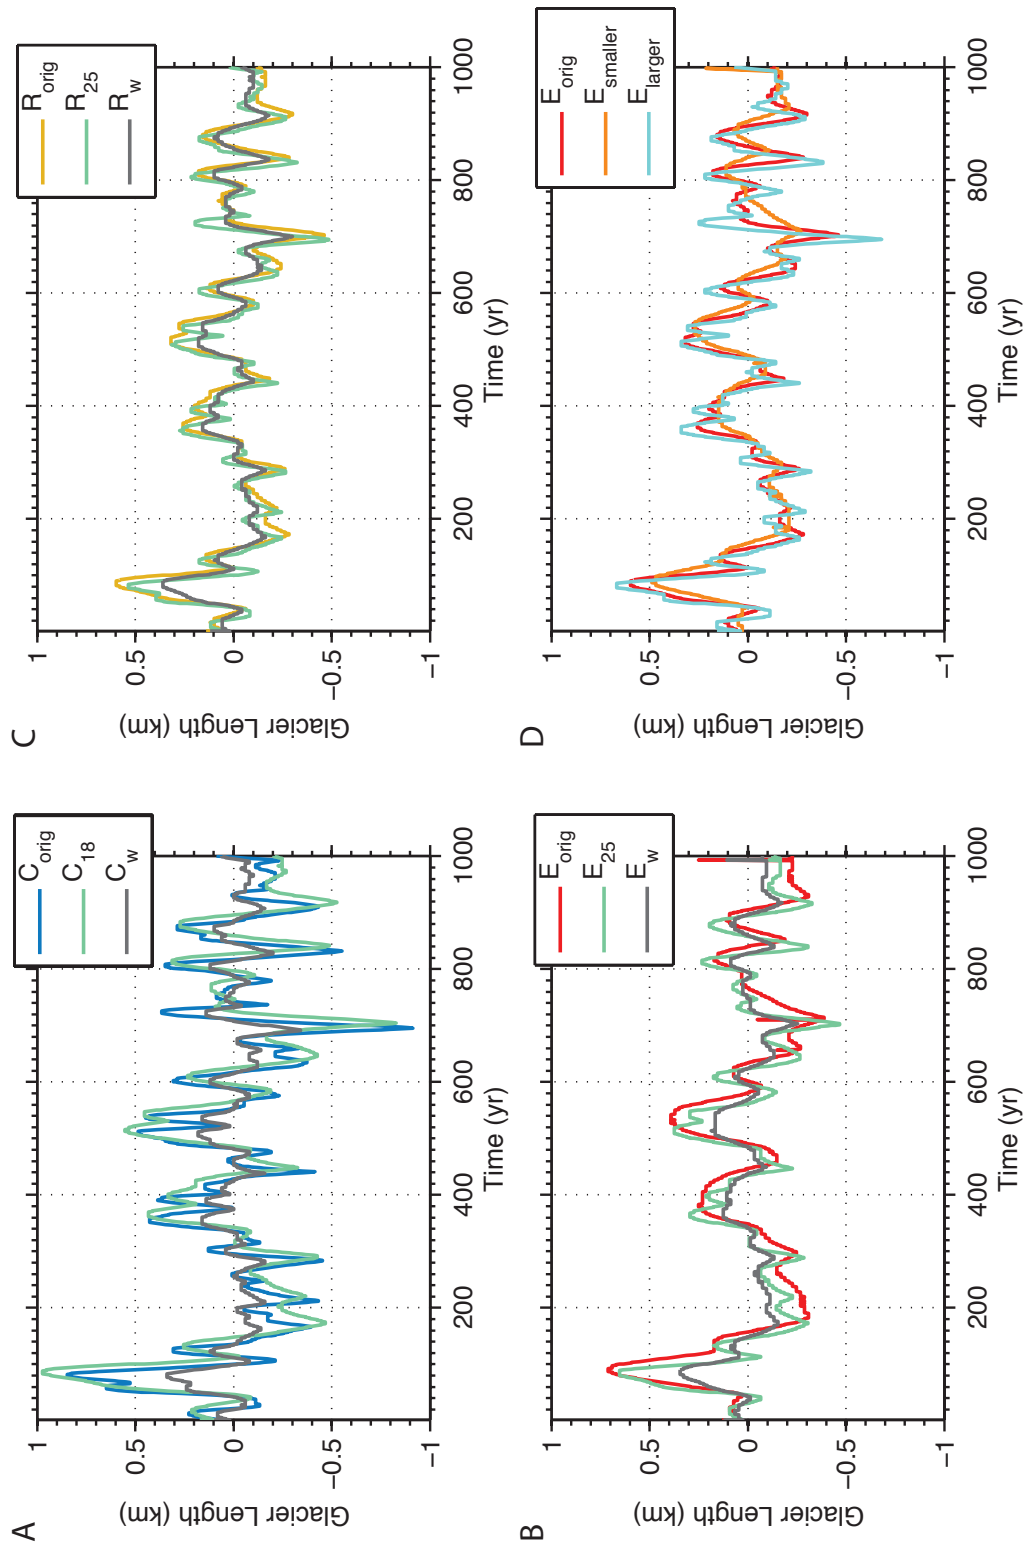 A
C_orig
C_18
C_w
1
0.5
0
−0.5
−1
Glacier Length (km)
200
400
600
800
1000
Time (yr)
C
R_orig
R_25
R_w
1
0.5
0
−0.5
−1
Glacier Length (km)
200
400
600
800
1000
Time (yr)
B
E_orig
E_25
E_w
1
0.5
0
−0.5
−1
Glacier Length (km)
200
400
600
800
1000
Time (yr)
D
E_orig
E_smaller
E_larger
1
0.5
0
−0.5
−1
Glacier Length (km)
200
400
600
800
1000
Time (yr)